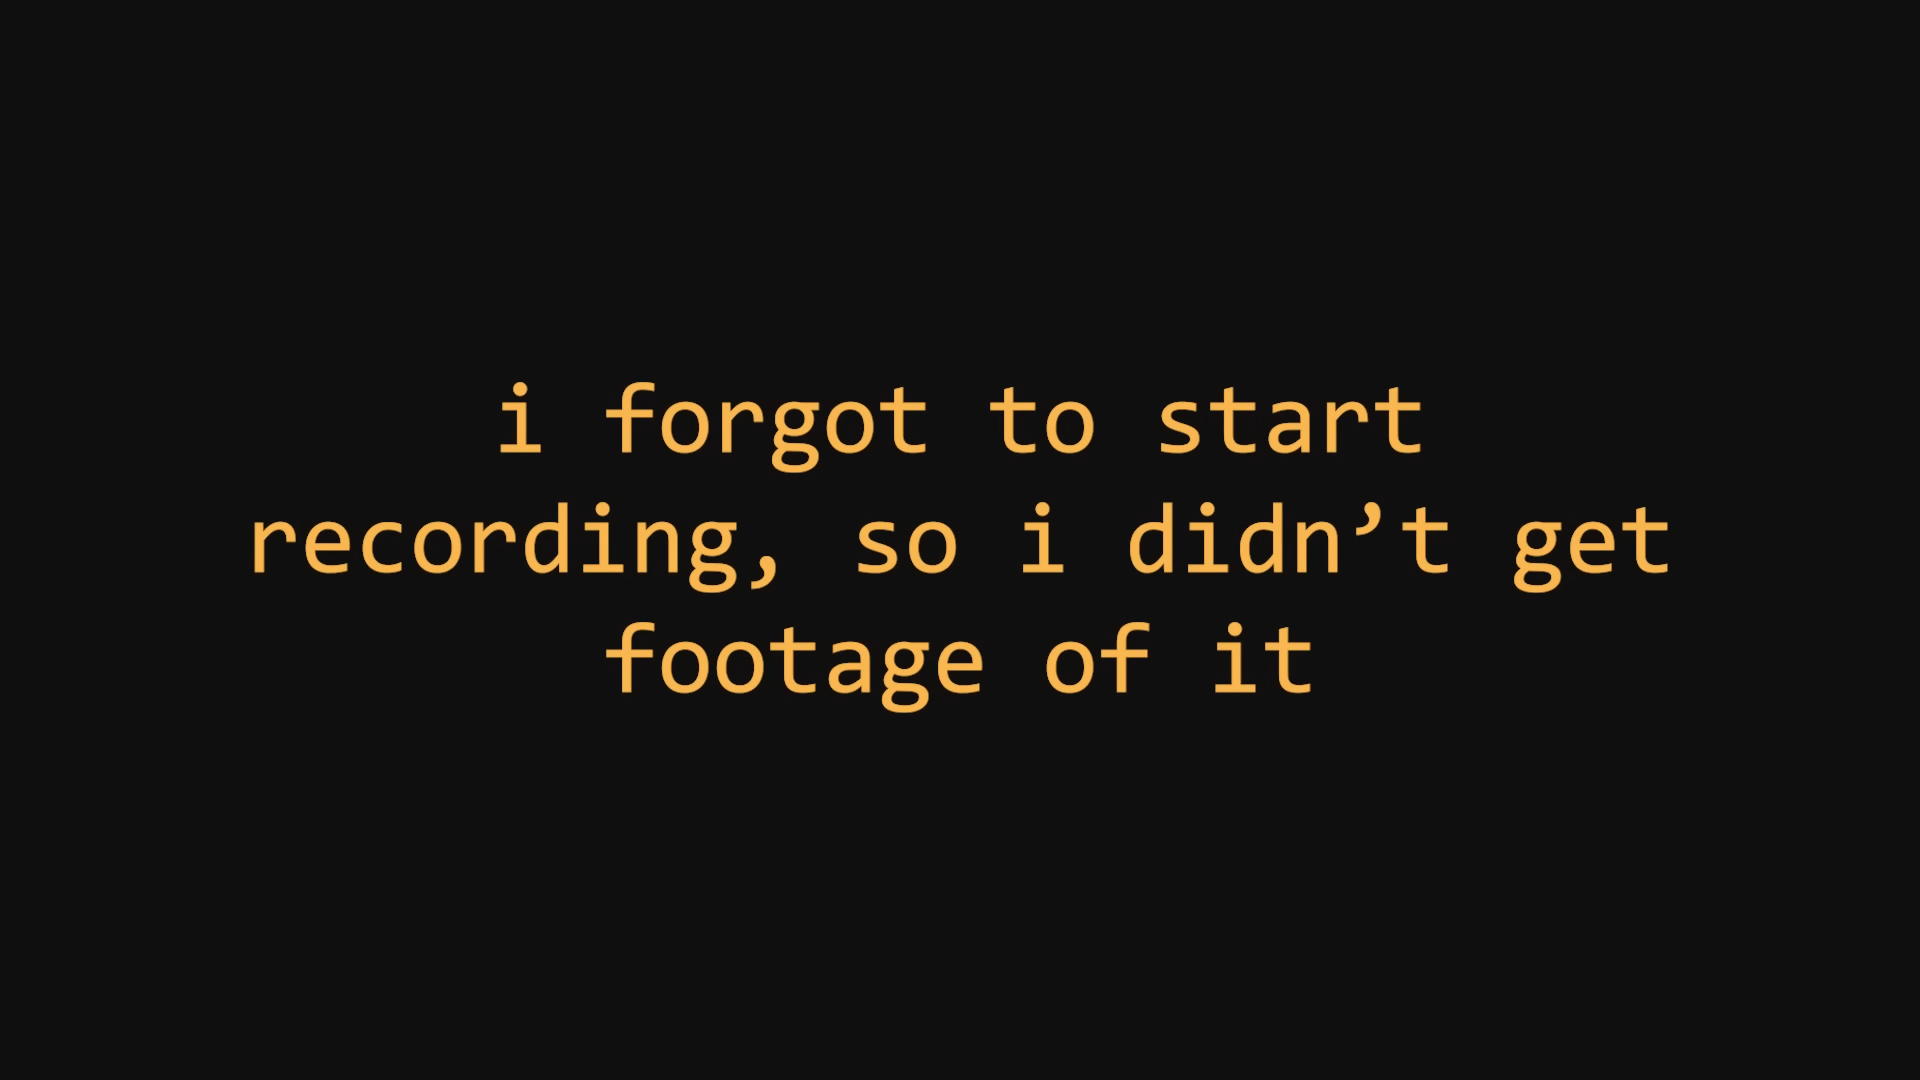 i forgot to start
recording, so i didn’t get
footage of it